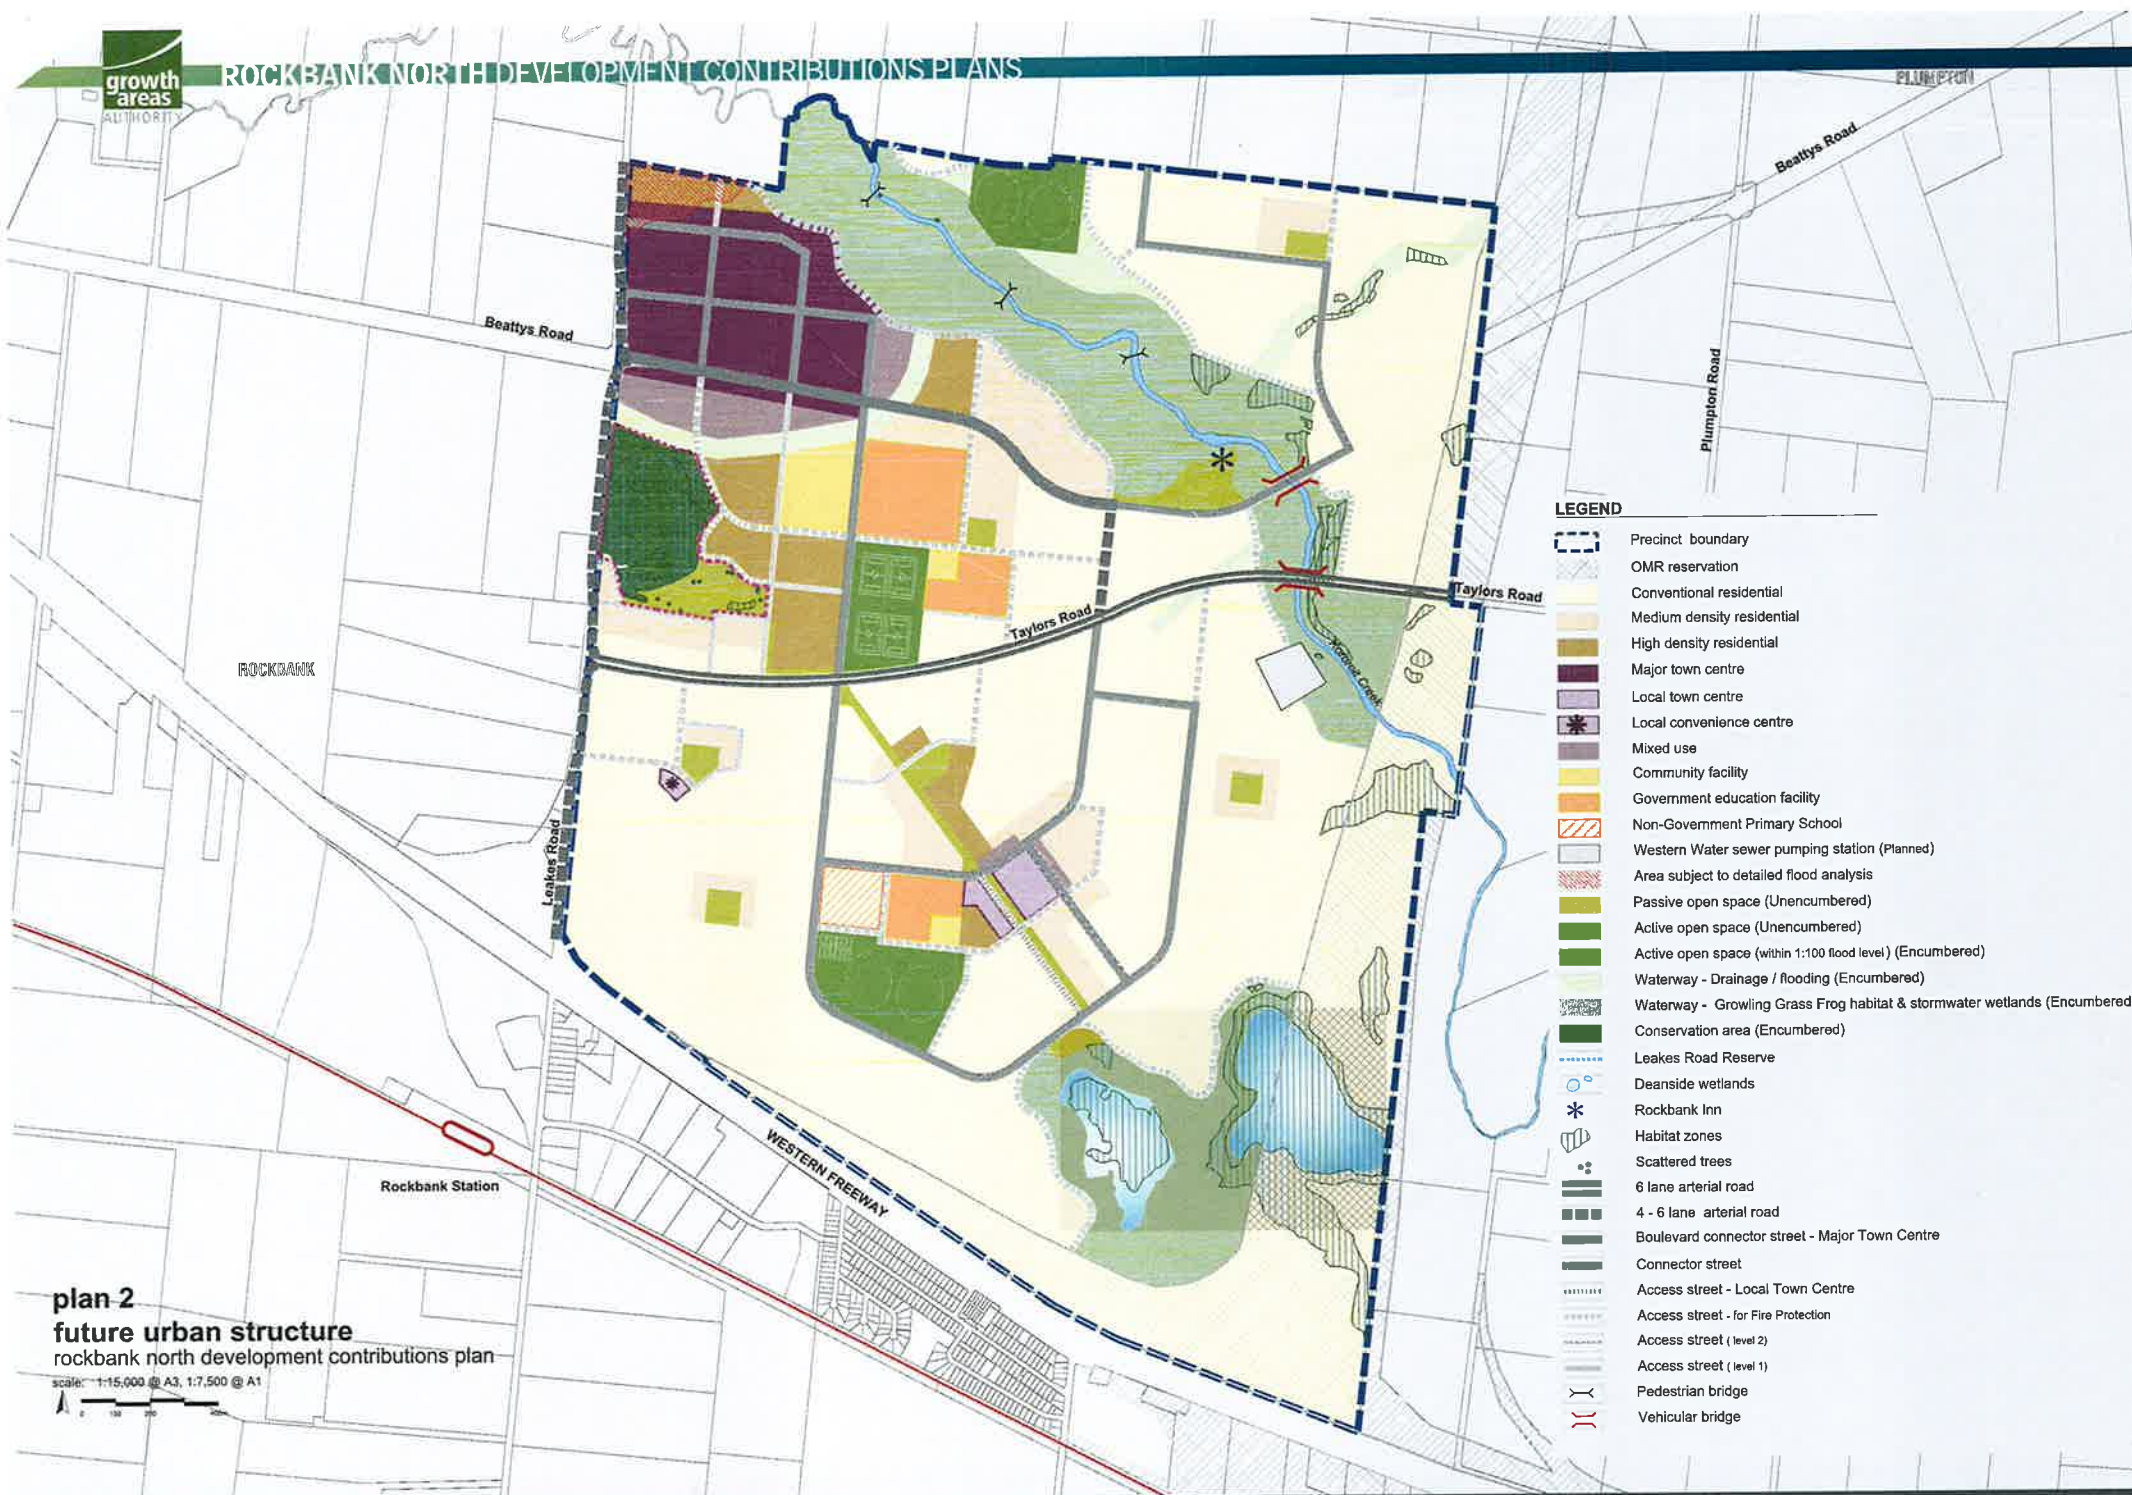 growth
areas
AUTHORITY
ROCKBANK NORTH DEVELOPMENT CONTRIBUTIONS PLANS
PLUMPTON
Beattys Road
Beattys Road
Plumpton Road
Taylors Road
Taylors Road
Kororoit Creek
ROCKBANK
Leakes Road
Rockbank Station
WESTERN FREEWAY
LEGEND
Precinct boundary
OMR reservation
Conventional residential
Medium density residential
High density residential
Major town centre
Local town centre
Local convenience centre
Mixed use
Community facility
Government education facility
Non-Government Primary School
Western Water sewer pumping station (Planned)
Area subject to detailed flood analysis
Passive open space (Unencumbered)
Active open space (Unencumbered)
Active open space (within 1:100 flood level) (Encumbered)
Waterway - Drainage / flooding (Encumbered)
Waterway - Growling Grass Frog habitat & stormwater wetlands (Encumbered
Conservation area (Encumbered)
Leakes Road Reserve
Deanside wetlands
Rockbank Inn
Habitat zones
Scattered trees
6 lane arterial road
4 - 6 lane arterial road
Boulevard connector street - Major Town Centre
Connector street
Access street - Local Town Centre
Access street - for Fire Protection
Access street ( level 2)
Access street ( level 1)
Pedestrian bridge
Vehicular bridge
plan 2
future urban structure
rockbank north development contributions plan
scale: 1:15,000 @ A3, 1:7,500 @ A1
0